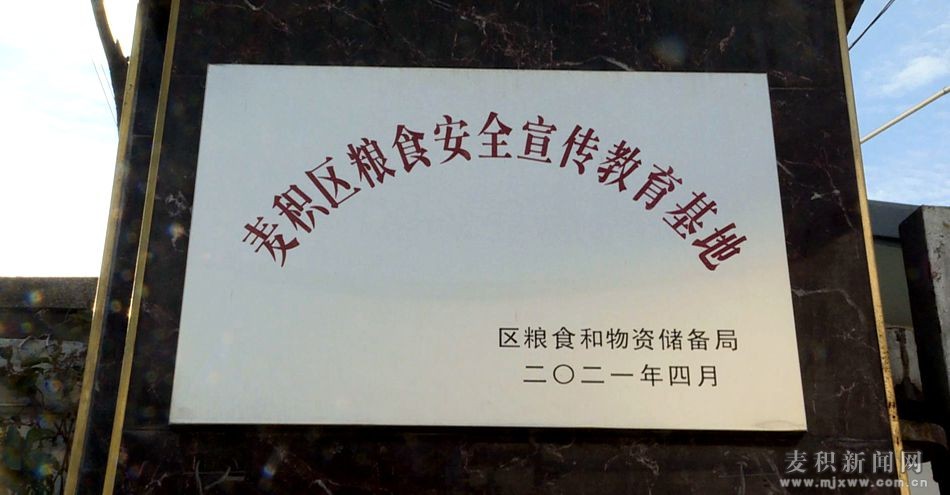 麦积区粮食安全宣传教育基地
区粮食和物资储备局
二〇二一年四月
麦积新闻网
www.mjxww.com.cn